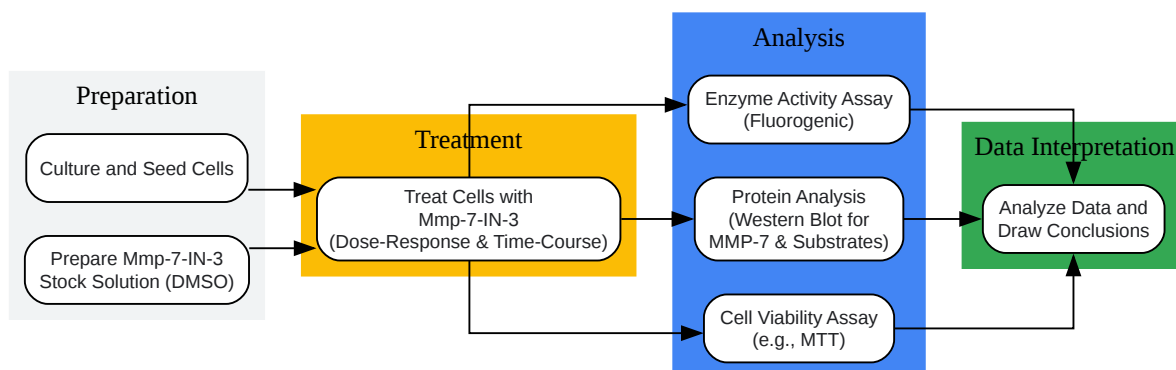 Preparation
Culture and Seed Cells
Prepare Mmp-7-IN-3
Stock Solution (DMSO)
Treatment
Treat Cells with
Mmp-7-IN-3
(Dose-Response & Time-Course)
Analysis
Enzyme Activity Assay
(Fluorogenic)
Protein Analysis
(Western Blot for
MMP-7 & Substrates)
Cell Viability Assay
(e.g., MTT)
Data Interpretation
Analyze Data and
Draw Conclusions